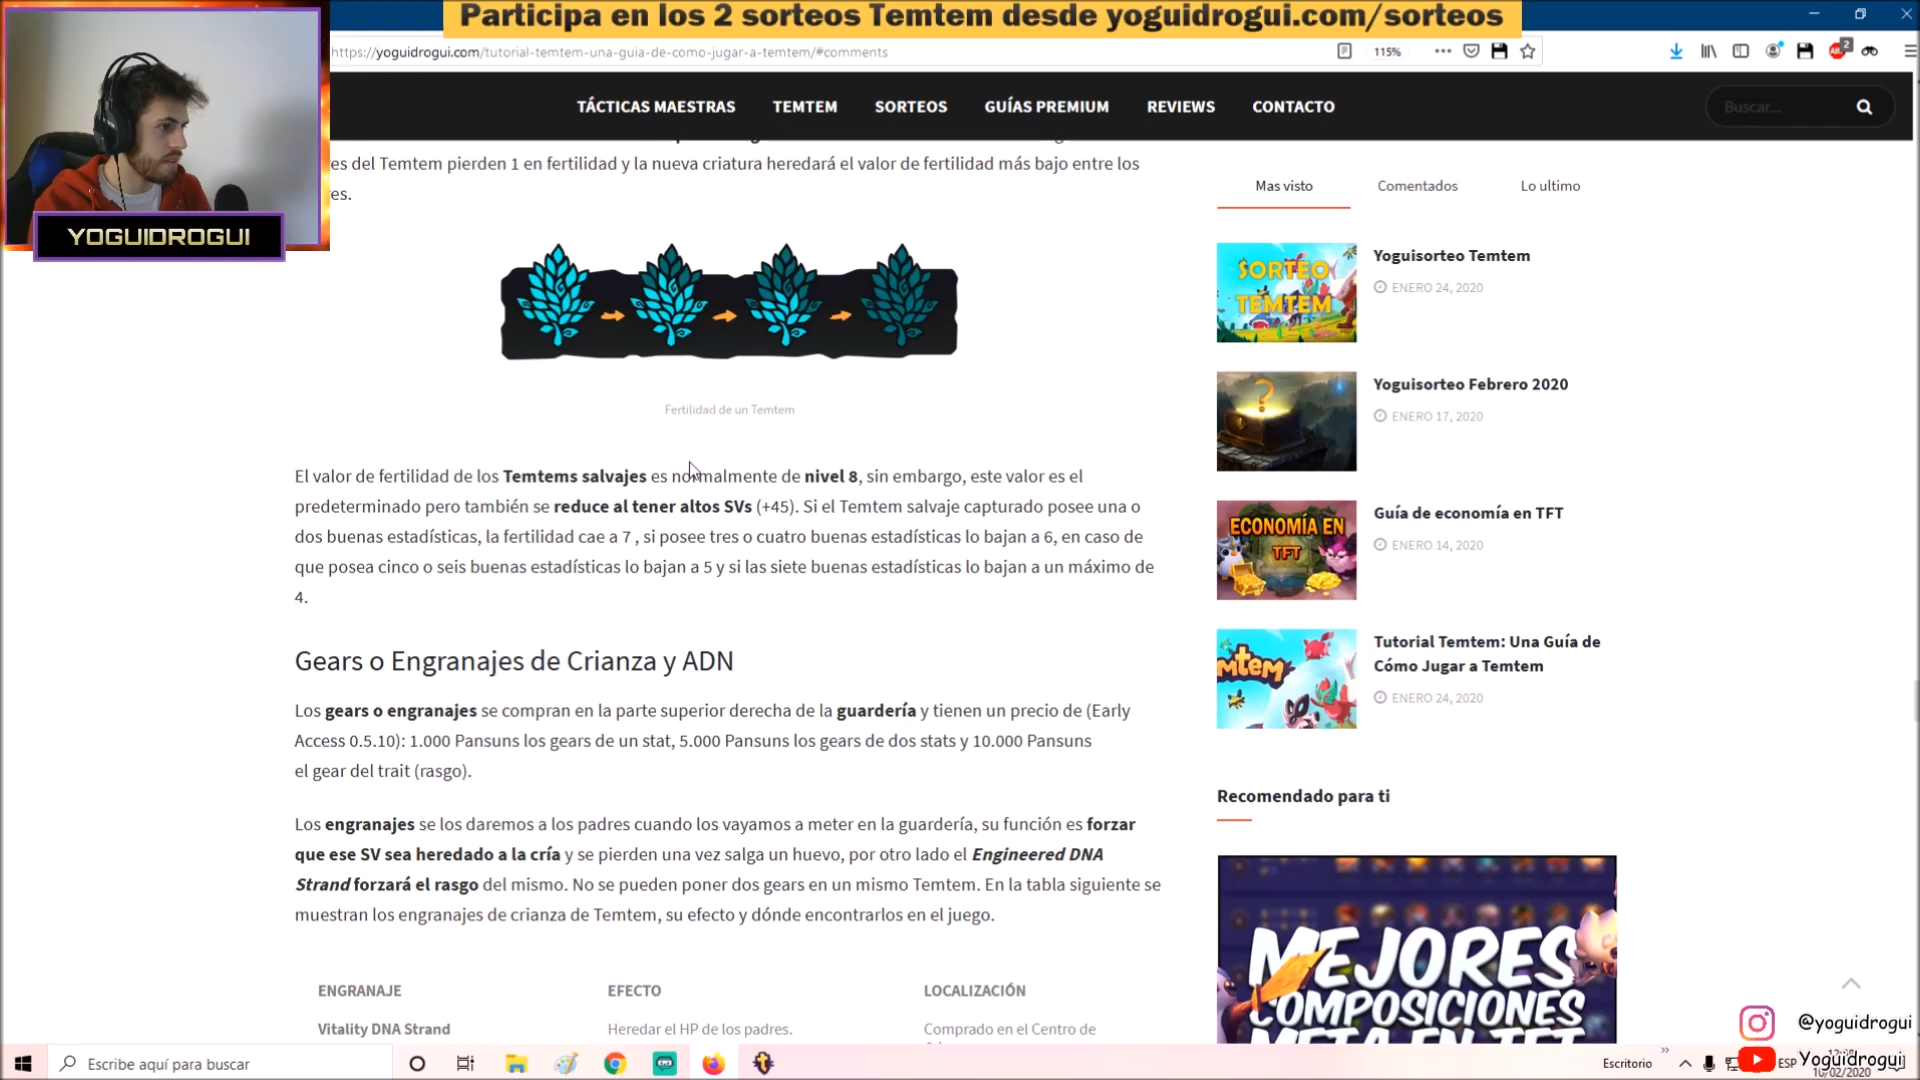 Participa en los 2 sorteos Temtem desde yoguidrogui.com/sorteos
https://yoguidrogui.com/tutorial-temtem-una-guia-de-como-jugar-a-temtem/#comments
115%
2
TÁCTICAS MAESTRAS TEMTEM SORTEOS GUÍAS PREMIUM REVIEWS CONTACTO
Buscar...
YOGUIDROGUI
es del Temtem pierden 1 en fertilidad y la nueva criatura heredará el valor de fertilidad más bajo entre los
es.
Fertilidad de un Temtem
El valor de fertilidad de los Temtems salvajes es normalmente de nivel 8, sin embargo, este valor es el
predeterminado pero también se reduce al tener altos SVs (+45). Si el Temtem salvaje capturado posee una o
dos buenas estadísticas, la fertilidad cae a 7 , si posee tres o cuatro buenas estadísticas lo bajan a 6, en caso de
que posea cinco o seis buenas estadísticas lo bajan a 5 y si las siete buenas estadísticas lo bajan a un máximo de
4.
Gears o Engranajes de Crianza y ADN
Los gears o engranajes se compran en la parte superior derecha de la guardería y tienen un precio de (Early
Access 0.5.10): 1.000 Pansuns los gears de un stat, 5.000 Pansuns los gears de dos stats y 10.000 Pansuns
el gear del trait (rasgo).
Los engranajes se los daremos a los padres cuando los vayamos a meter en la guardería, su función es forzar
que ese SV sea heredado a la cría y se pierden una vez salga un huevo, por otro lado el Engineered DNA
Strand forzará el rasgo del mismo. No se pueden poner dos gears en un mismo Temtem. En la tabla siguiente se
muestran los engranajes de crianza de Temtem, su efecto y dónde encontrarlos en el juego.
ENGRANAJE EFECTO LOCALIZACIÓN
Vitality DNA Strand Heredar el HP de los padres. Comprado en el Centro de
Mas visto Comentados Lo ultimo
SORTEO
TEMTEM
Yoguisorteo Temtem
ENERO 24, 2020
Yoguisorteo Febrero 2020
ENERO 17, 2020
ECONOMÍA EN
TFT
Guía de economía en TFT
ENERO 14, 2020
mtem
Tutorial Temtem: Una Guía de
Cómo Jugar a Temtem
ENERO 24, 2020
Recomendado para ti
MEJORES
COMPOSICIONES
META EN TFT
@yoguidrogui
Yoguidrogui
Escribe aquí para buscar
Escritorio
ESP
10/02/2020